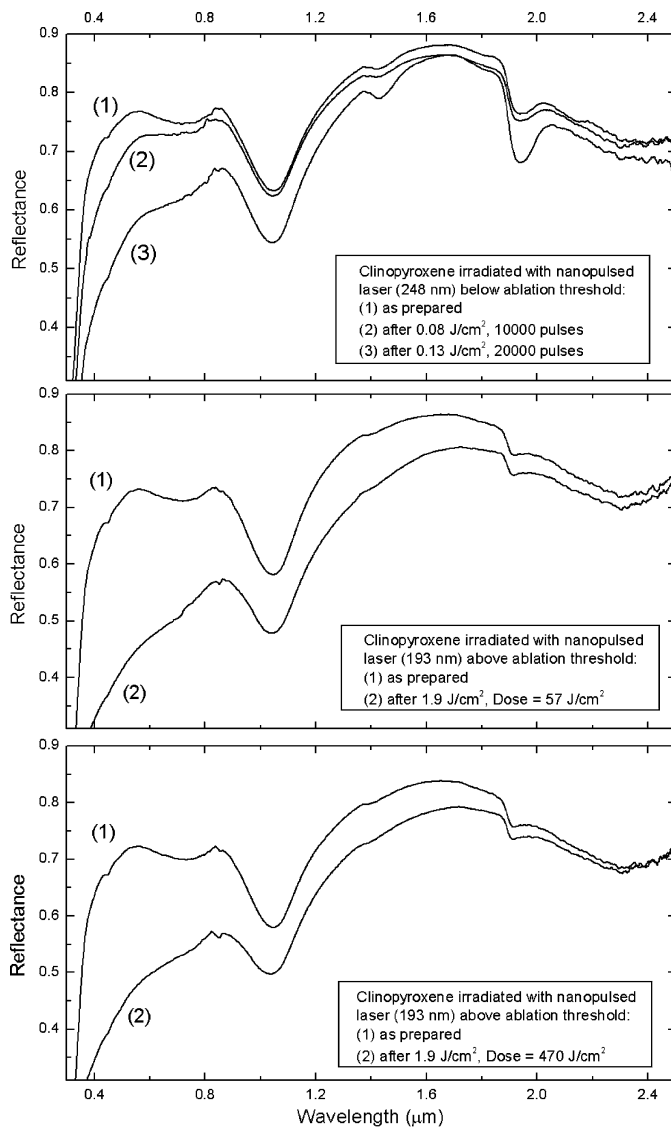 0.4 0.8 1.2 1.6 2.0 2.4
0.9
0.8
0.7
0.6
0.5
0.4
Reflectance
(1)
(2)
(3)
Clinopyroxene irradiated with nanopulsed
laser (248 nm) below ablation threshold:
(1) as prepared
(2) after 0.08 J/cm², 10000 pulses
(3) after 0.13 J/cm², 20000 pulses
0.9
0.8
0.7
0.6
0.5
0.4
Reflectance
(1)
(2)
Clinopyroxene irradiated with nanopulsed
laser (193 nm) above ablation threshold:
(1) as prepared
(2) after 1.9 J/cm², Dose = 57 J/cm²
0.9
0.8
0.7
0.6
0.5
0.4
Reflectance
(1)
(2)
Clinopyroxene irradiated with nanopulsed
laser (193 nm) above ablation threshold:
(1) as prepared
(2) after 1.9 J/cm², Dose = 470 J/cm²
0.4 0.8 1.2 1.6 2.0 2.4
Wavelength (μm)